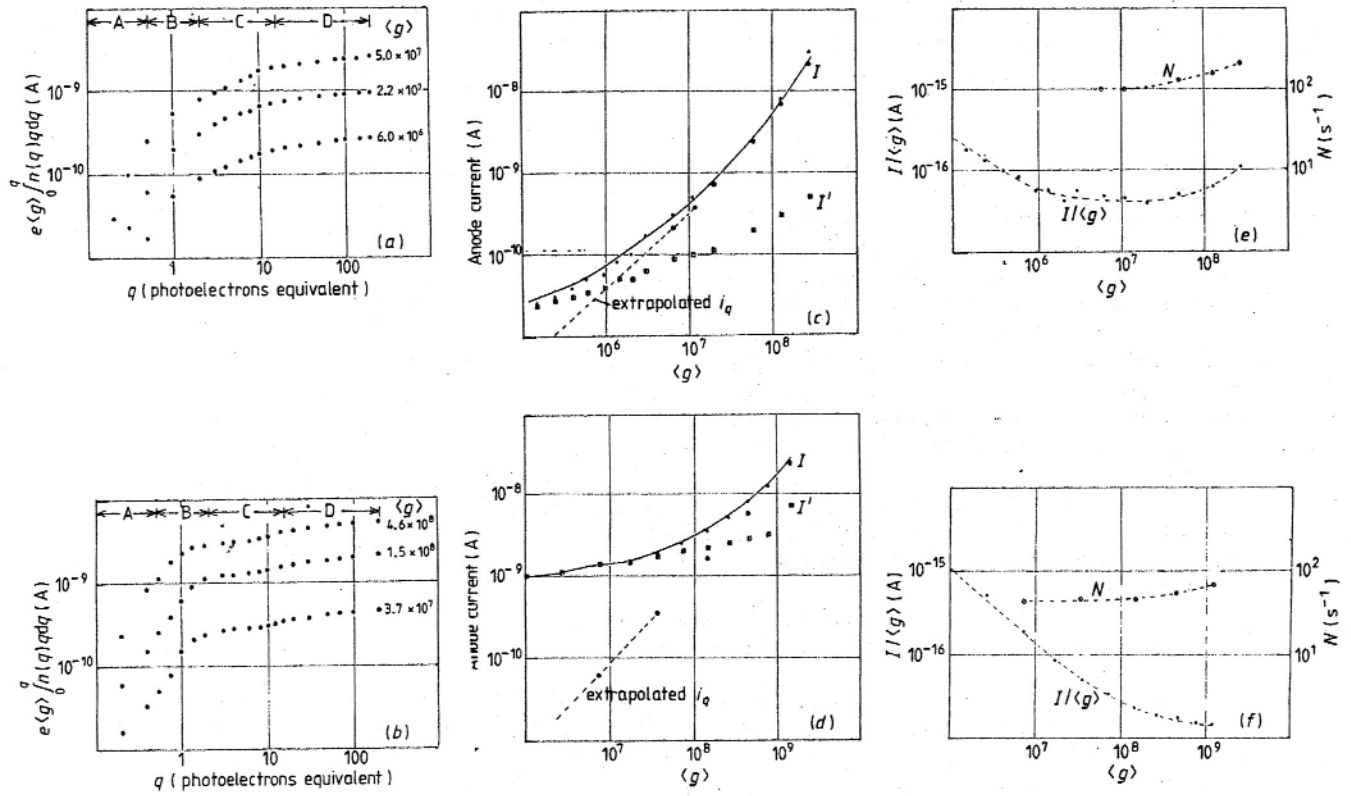 A B C D ⟨g⟩
5.0×10⁷
2.2×10⁷
6.0×10⁶
10⁻⁹
10⁻¹⁰
e⟨g⟩∫₀^q n(q)qdq (A)
(a)
1 10 100
q (photoelectrons equivalent)
10⁻⁸
10⁻⁹
10⁻¹⁰
Anode current (A)
I
I'
extrapolated i_q
(c)
10⁶ 10⁷ 10⁸
⟨g⟩
10⁻¹⁵
10⁻¹⁶
I/⟨g⟩ (A)
N
I/⟨g⟩
10²
10¹
N (s⁻¹)
(e)
10⁶ 10⁷ 10⁸
⟨g⟩
A B C D ⟨g⟩
4.6×10⁸
1.5×10⁸
3.7×10⁷
10⁻⁹
10⁻¹⁰
e⟨g⟩∫₀^q n(q)qdq (A)
(b)
1 10 100
q ( photoelectrons equivalent )
10⁻⁸
10⁻⁹
10⁻¹⁰
Anode current (A)
I
I'
extrapolated i_q
(d)
10⁷ 10⁸ 10⁹
⟨g⟩
10⁻¹⁵
10⁻¹⁶
I/⟨g⟩ (A)
N
I/⟨g⟩
10²
10¹
N (s⁻¹)
(f)
10⁷ 10⁸ 10⁹
⟨g⟩